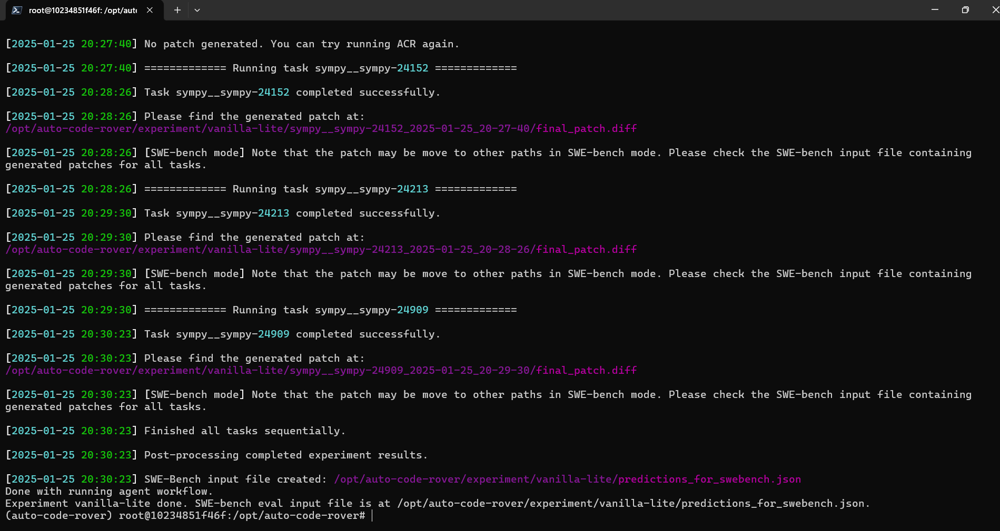 root@10234851f46f: /opt/aut
[2025-01-25 20:27:40] No patch generated. You can try running ACR again.
[2025-01-25 20:27:40] ============= Running task sympy__sympy-24152 =============
[2025-01-25 20:28:26] Task sympy__sympy-24152 completed successfully.
[2025-01-25 20:28:26] Please find the generated patch at:
/opt/auto-code-rover/experiment/vanilla-lite/sympy__sympy-24152_2025-01-25_20-27-40/final_patch.diff
[2025-01-25 20:28:26] [SWE-bench mode] Note that the patch may be move to other paths in SWE-bench mode. Please check the SWE-bench input file containing
generated patches for all tasks.
[2025-01-25 20:28:26] ============= Running task sympy__sympy-24213 =============
[2025-01-25 20:29:30] Task sympy__sympy-24213 completed successfully.
[2025-01-25 20:29:30] Please find the generated patch at:
/opt/auto-code-rover/experiment/vanilla-lite/sympy__sympy-24213_2025-01-25_20-28-26/final_patch.diff
[2025-01-25 20:29:30] [SWE-bench mode] Note that the patch may be move to other paths in SWE-bench mode. Please check the SWE-bench input file containing
generated patches for all tasks.
[2025-01-25 20:29:30] ============= Running task sympy__sympy-24909 =============
[2025-01-25 20:30:23] Task sympy__sympy-24909 completed successfully.
[2025-01-25 20:30:23] Please find the generated patch at:
/opt/auto-code-rover/experiment/vanilla-lite/sympy__sympy-24909_2025-01-25_20-29-30/final_patch.diff
[2025-01-25 20:30:23] [SWE-bench mode] Note that the patch may be move to other paths in SWE-bench mode. Please check the SWE-bench input file containing
generated patches for all tasks.
[2025-01-25 20:30:23] Finished all tasks sequentially.
[2025-01-25 20:30:23] Post-processing completed experiment results.
[2025-01-25 20:30:23] SWE-Bench input file created: /opt/auto-code-rover/experiment/vanilla-lite/predictions_for_swebench.json
Done with running agent workflow.
Experiment vanilla-lite done. SWE-bench eval input file is at /opt/auto-code-rover/experiment/vanilla-lite/predictions_for_swebench.json.
(auto-code-rover) root@10234851f46f:/opt/auto-code-rover#